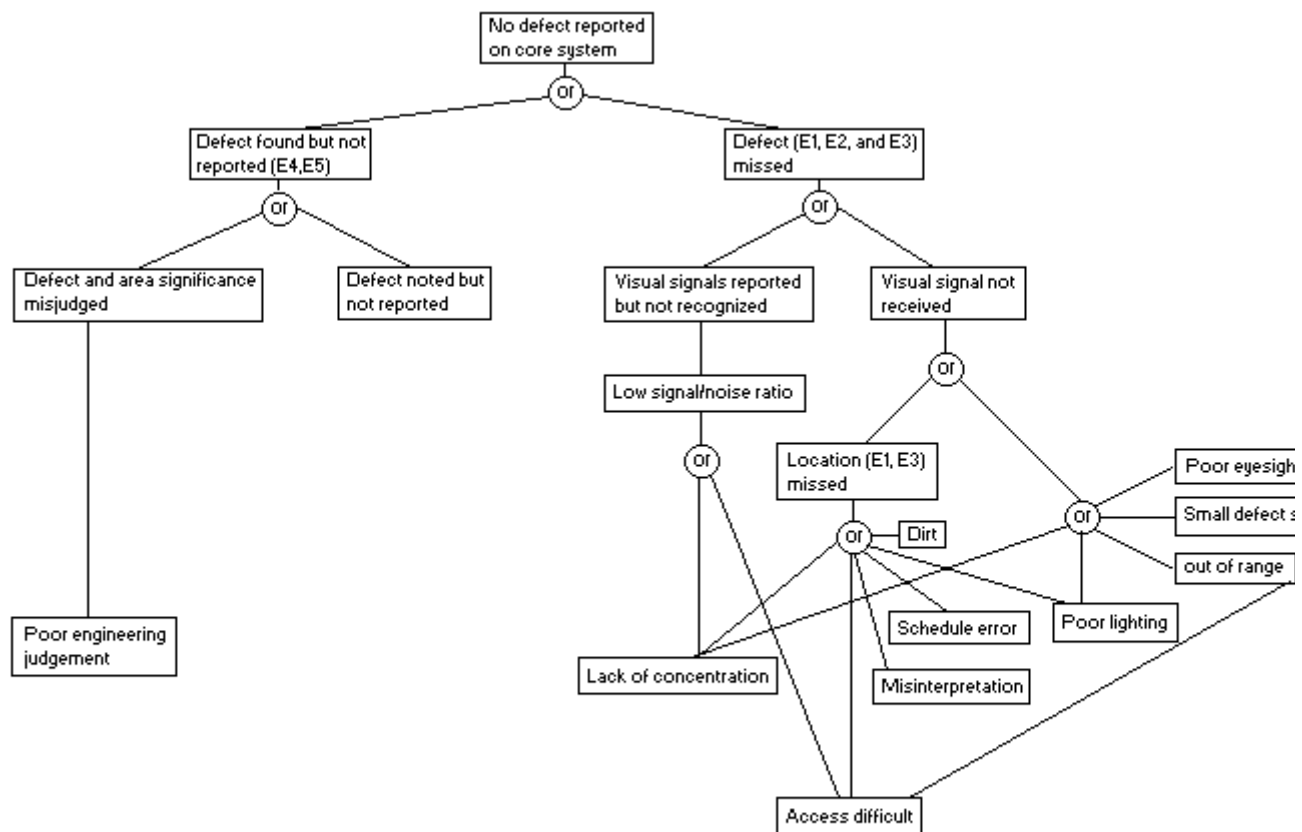 No defect reported
on core system
or
Defect found but not
reported (E4,E5)
Defect (E1, E2, and E3)
missed
or
or
Defect and area significance
misjudged
Defect noted but
not reported
Visual signals reported
but not recognized
Visual signal not
received
or
Low signal/noise ratio
or
Location (E1, E3)
missed
Poor eyesigh
or
Small defect s
or
Dirt
out of range
Poor engineering
judgement
Schedule error
Poor lighting
Lack of concentration
Misinterpretation
Access difficult